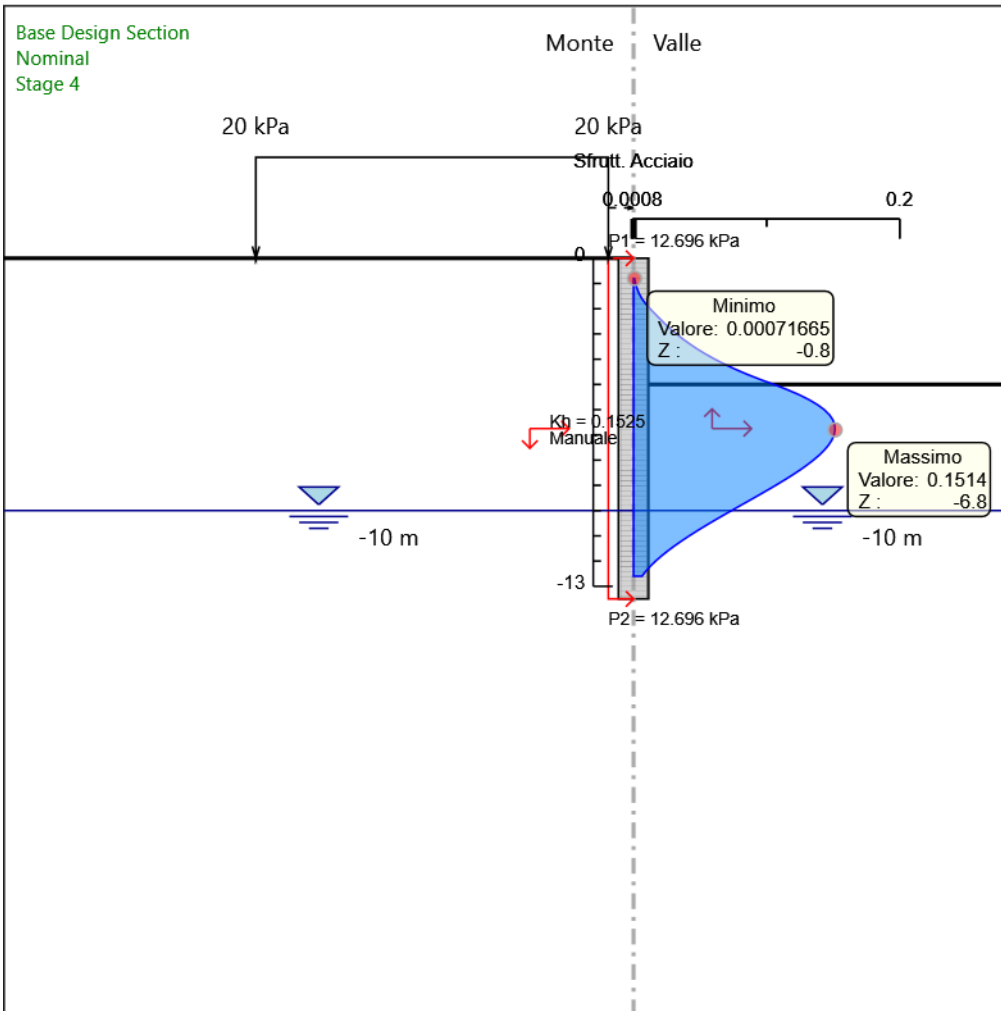 Base Design Section
Nominal
Stage 4
Monte
Valle
20 kPa
20 kPa
Sfrutt. Acciaio
0.0008
0.2
P1 = 12.696 kPa
0
Minimo
Valore: 0.00071665
Z : -0.8
Kh = 0.1525
Manuale
Massimo
Valore: 0.1514
Z : -6.8
-10 m
-10 m
-13
P2 = 12.696 kPa